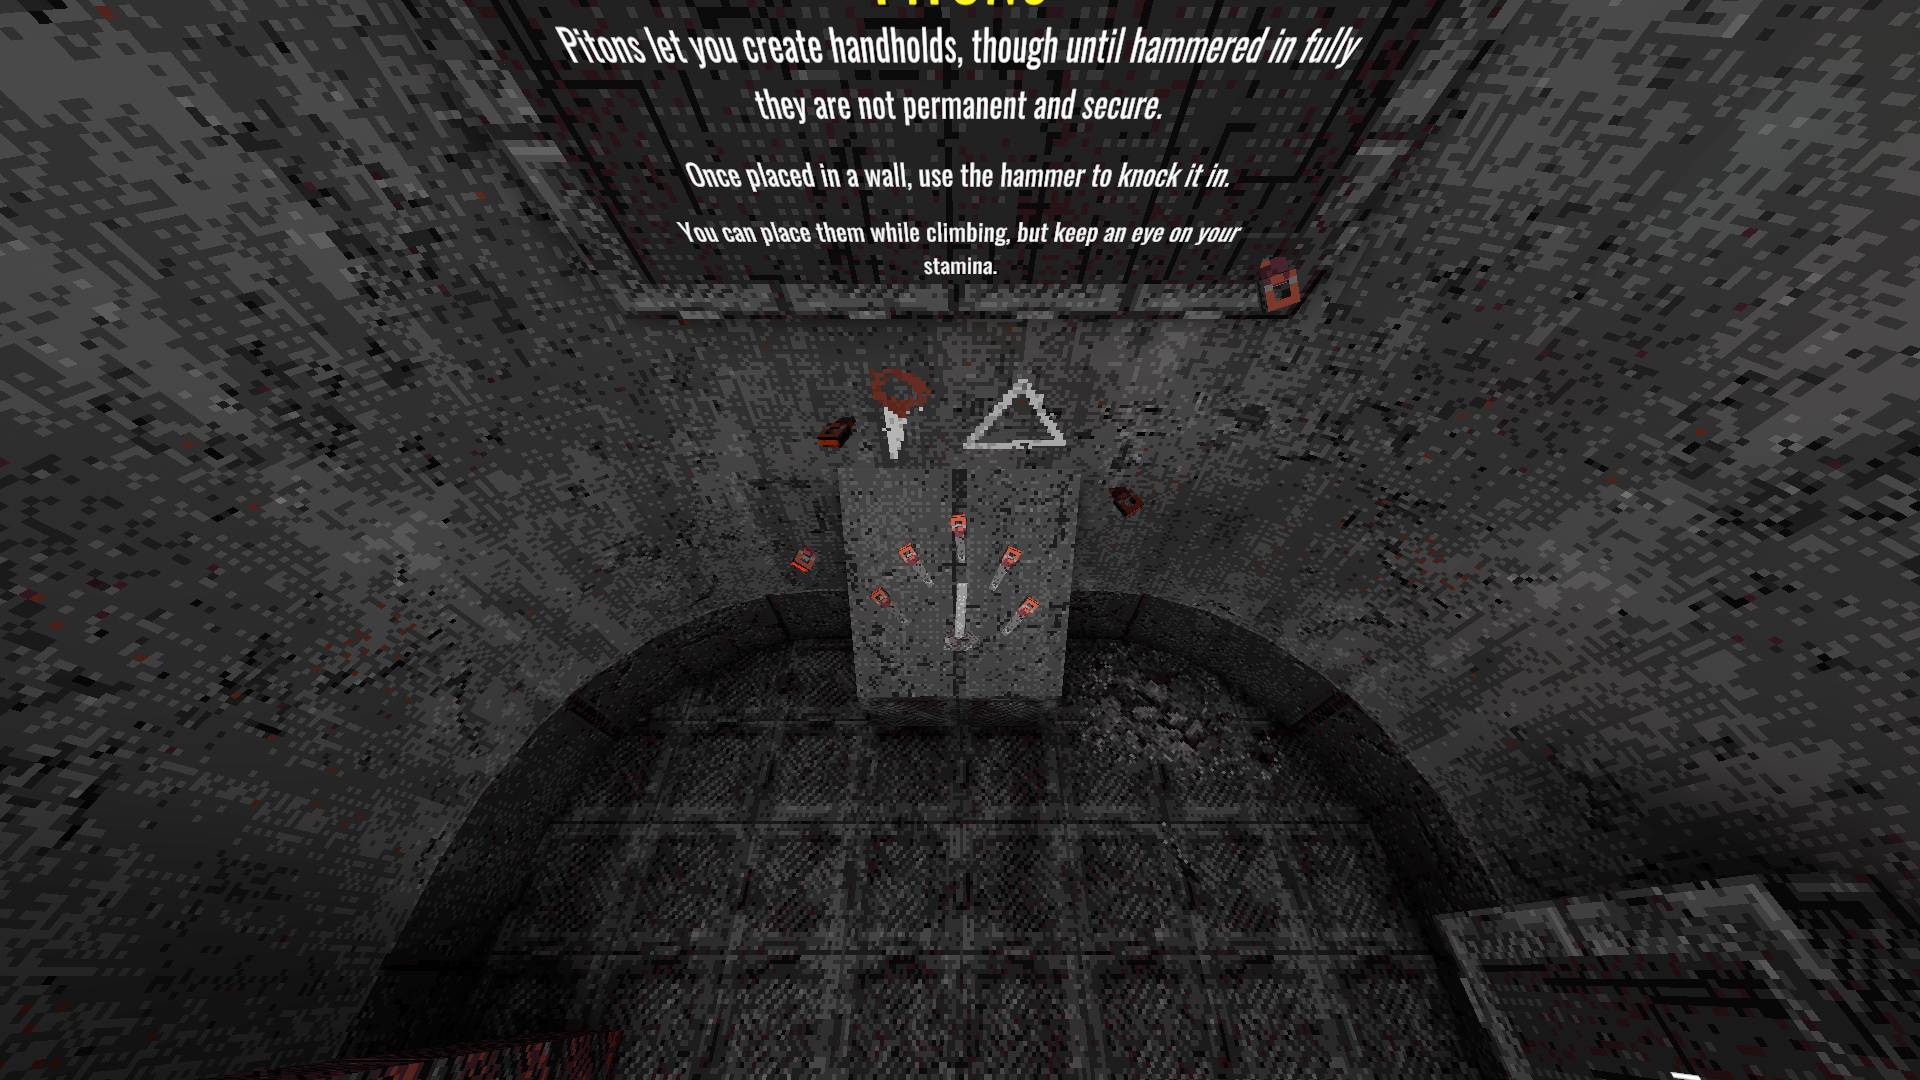 PITONS
Pitons let you create handholds, though until hammered in fully
they are not permanent and secure.
Once placed in a wall, use the hammer to knock it in.
You can place them while climbing, but keep an eye on your
stamina.